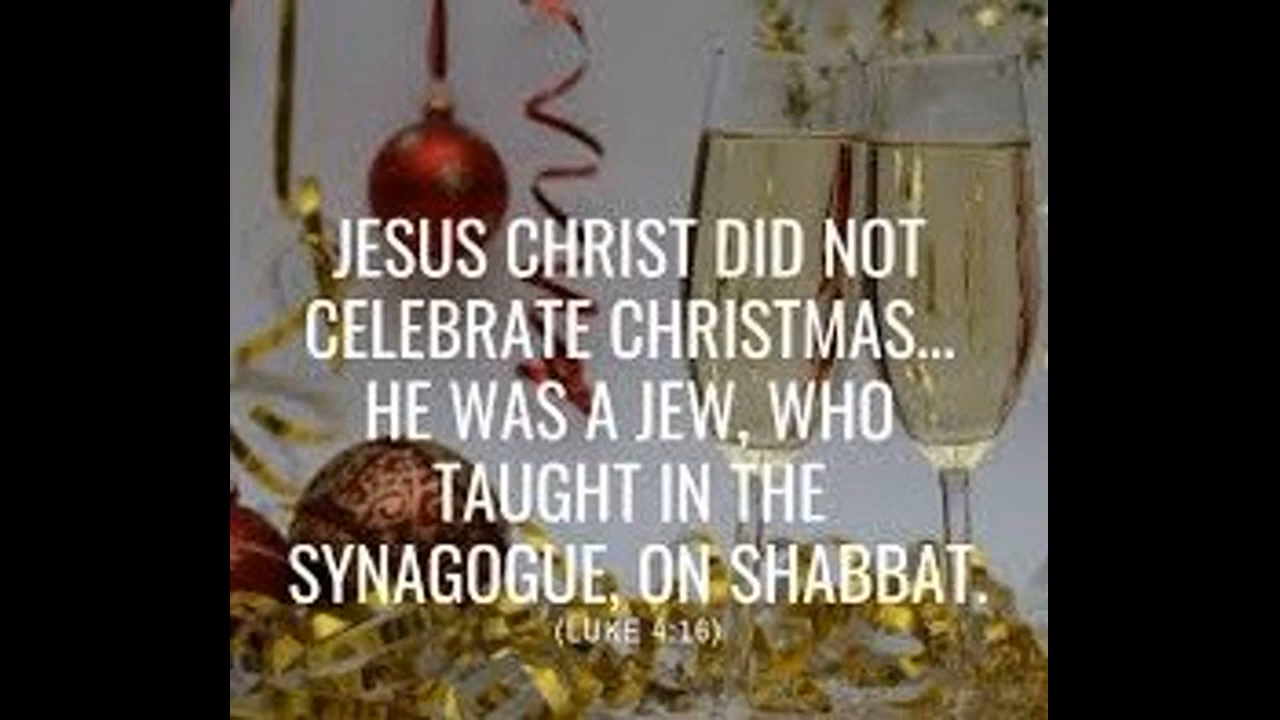 JESUS CHRIST DID NOT
CELEBRATE CHRISTMAS...
HE WAS A JEW, WHO
TAUGHT IN THE
SYNAGOGUE, ON SHABBAT.
(LUKE 4:16)